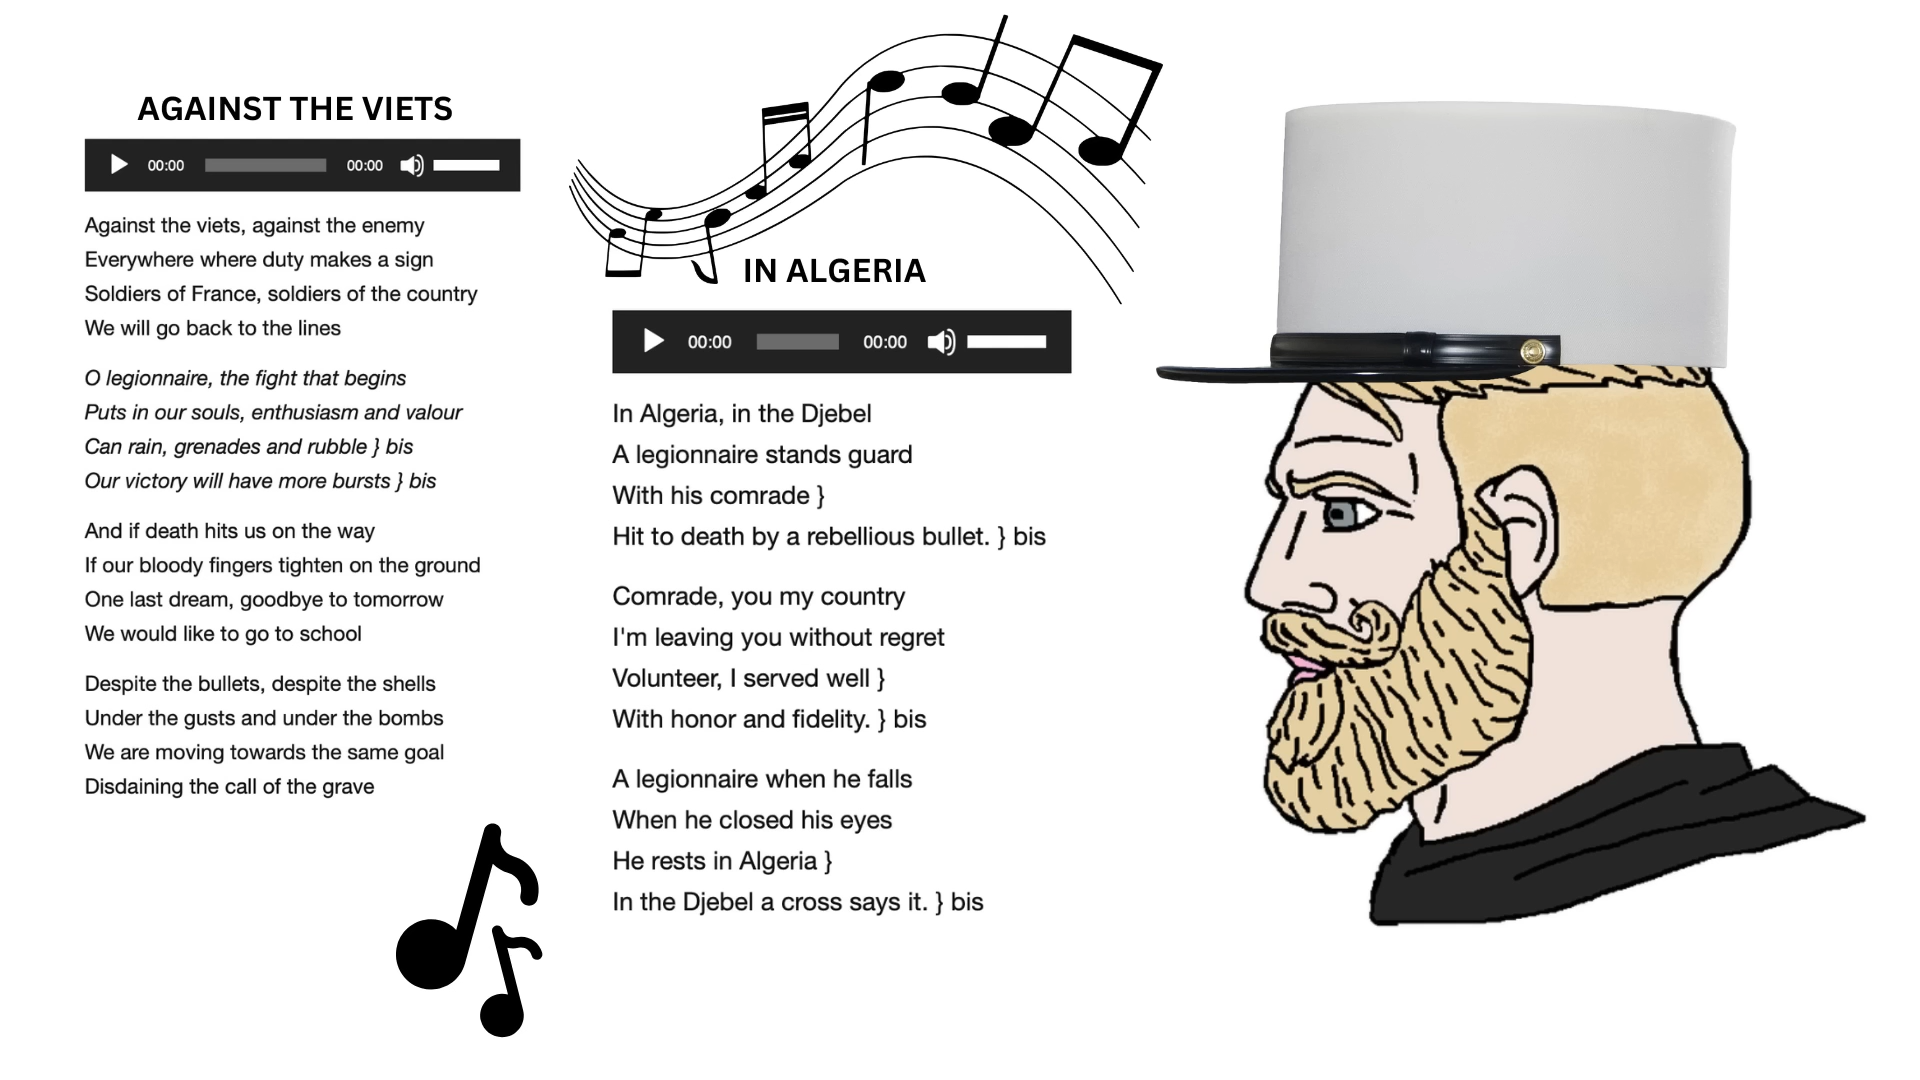 AGAINST THE VIETS
00:00 00:00
Against the viets, against the enemy
Everywhere where duty makes a sign
Soldiers of France, soldiers of the country
We will go back to the lines
O legionnaire, the fight that begins
Puts in our souls, enthusiasm and valour
Can rain, grenades and rubble } bis
Our victory will have more bursts } bis
And if death hits us on the way
If our bloody fingers tighten on the ground
One last dream, goodbye to tomorrow
We would like to go to school
Despite the bullets, despite the shells
Under the gusts and under the bombs
We are moving towards the same goal
Disdaining the call of the grave
IN ALGERIA
00:00 00:00
In Algeria, in the Djebel
A legionnaire stands guard
With his comrade }
Hit to death by a rebellious bullet. } bis
Comrade, you my country
I'm leaving you without regret
Volunteer, I served well }
With honor and fidelity. } bis
A legionnaire when he falls
When he closed his eyes
He rests in Algeria }
In the Djebel a cross says it. } bis